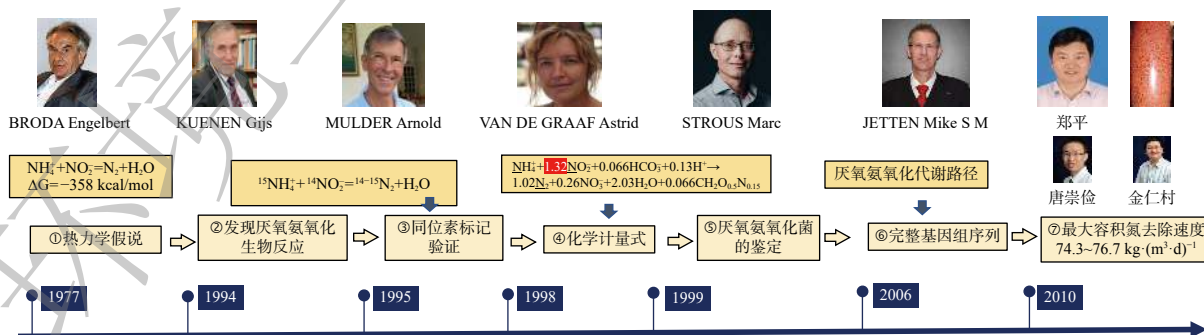 BRODA Engelbert
KUENEN Gijs
MULDER Arnold
VAN DE GRAAF Astrid
STROUS Marc
JETTEN Mike S M
郑平
唐崇俭
金仁村
NH₄⁺+NO₂⁻=N₂+H₂O
ΔG=−358 kcal/mol
¹⁵NH₄⁺+¹⁴NO₂⁻=¹⁴⁻¹⁵N₂+H₂O
NH₄⁺+1.32NO₂⁻+0.066HCO₃⁻+0.13H⁺→
1.02N₂+0.26NO₃⁻+2.03H₂O+0.066CH₂O₀.₅N₀.₁₅
厌氧氨氧化代谢路径
①热力学假说
②发现厌氧氨氧化
生物反应
③同位素标记
验证
④化学计量式
⑤厌氧氨氧化菌
的鉴定
⑥完整基因组序列
⑦最大容积氮去除速度
74.3~76.7 kg·(m³·d)⁻¹
1977
1994
1995
1998
1999
2006
2010
环境